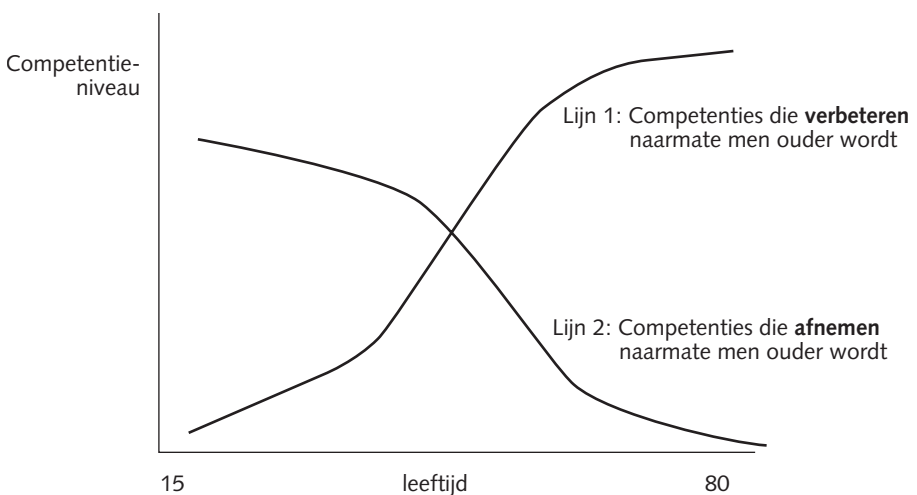 Competentie-
niveau
Lijn 1: Competenties die verbeteren
naarmate men ouder wordt
Lijn 2: Competenties die afnemen
naarmate men ouder wordt
15
leeftijd
80